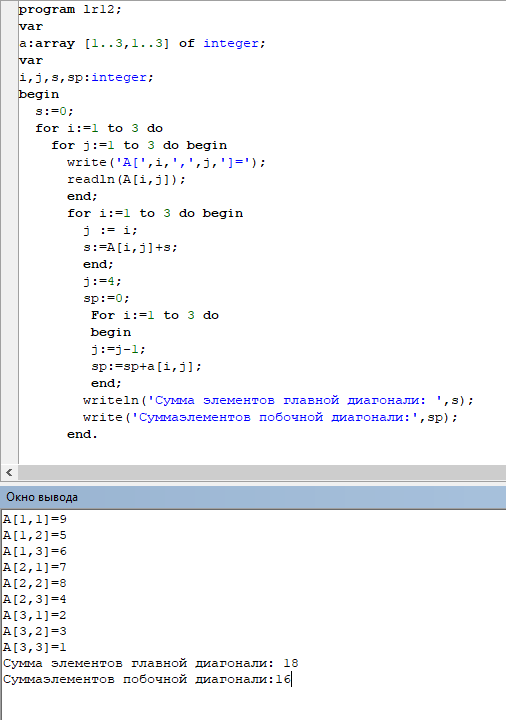 program lr12;
var
a:array [1..3,1..3] of integer;
var
i,j,s,sp:integer;
begin
s:=0;
for i:=1 to 3 do
for j:=1 to 3 do begin
write('A[',i,',',j,']=');
readln(A[i,j]);
end;
for i:=1 to 3 do begin
j := i;
s:=A[i,j]+s;
end;
j:=4;
sp:=0;
For i:=1 to 3 do
begin
j:=j-1;
sp:=sp+a[i,j];
end;
writeln('Сумма элементов главной диагонали: ',s);
write('Суммаэлементов побочной диагонали:',sp);
end.
Окно вывода
A[1,1]=9
A[1,2]=5
A[1,3]=6
A[2,1]=7
A[2,2]=8
A[2,3]=4
A[3,1]=2
A[3,2]=3
A[3,3]=1
Сумма элементов главной диагонали: 18
Суммаэлементов побочной диагонали:16